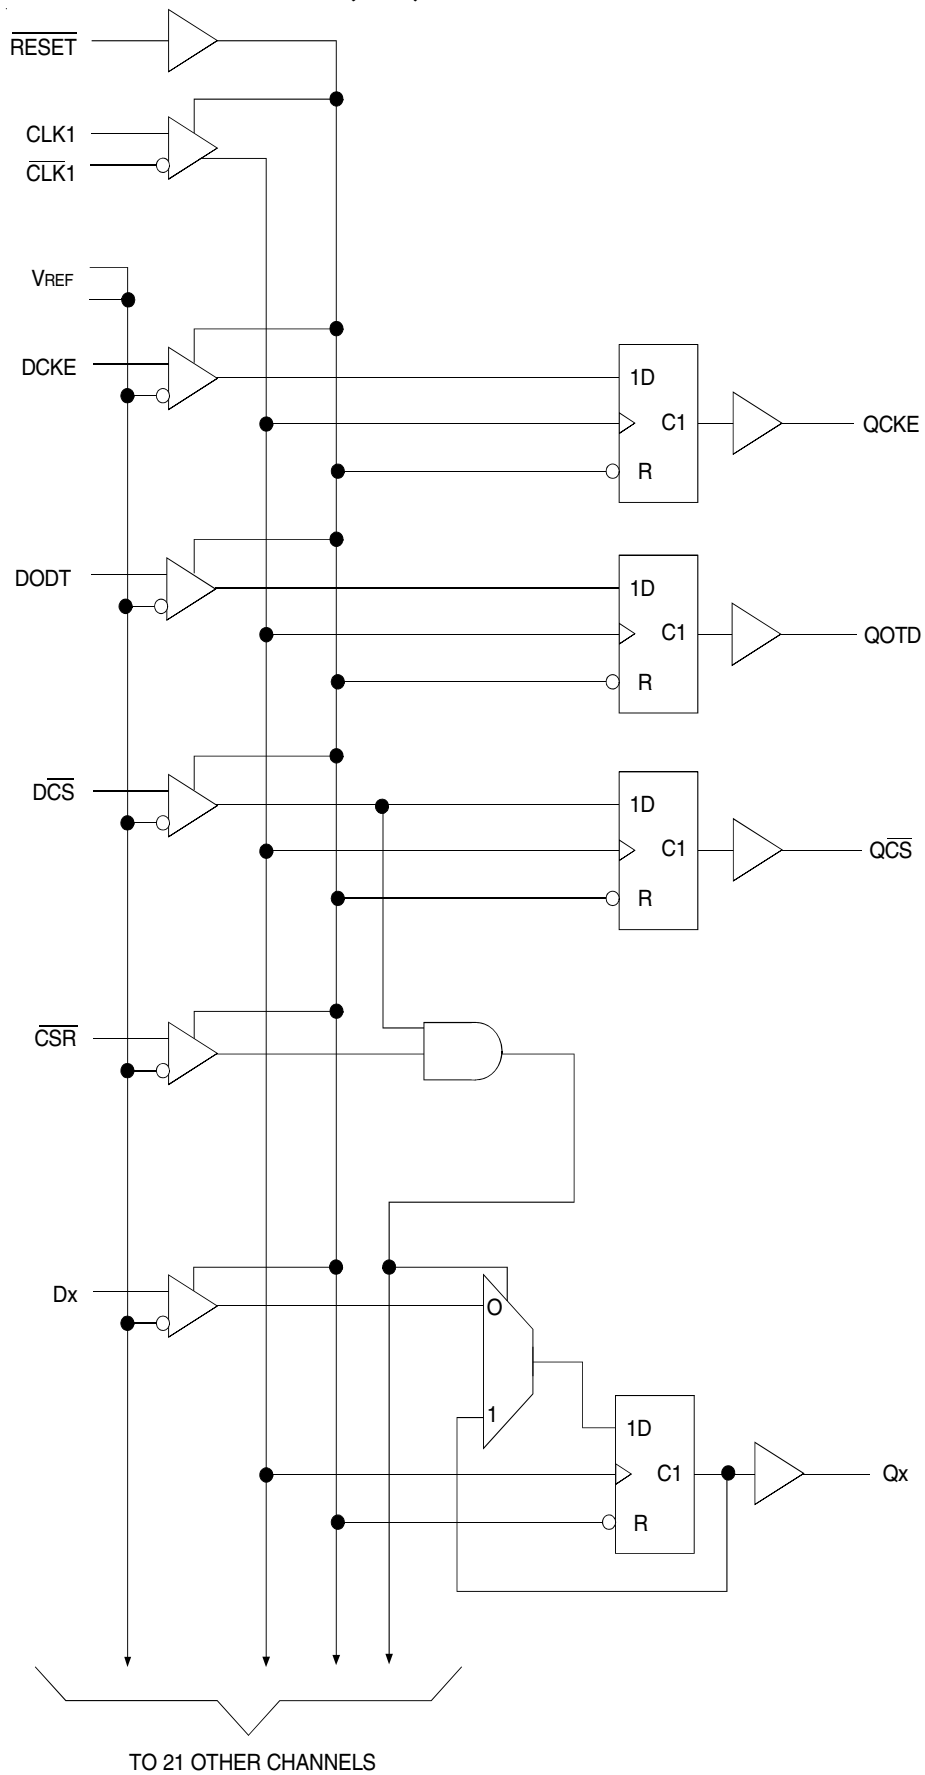 RESET
CLK1
CLK1
VREF
DCKE
1D
C1
QCKE
R
DODT
1D
C1
QOTD
R
DCS
1D
C1
QCS
R
CSR
Dx
O
1
1D
C1
Qx
R
TO 21 OTHER CHANNELS